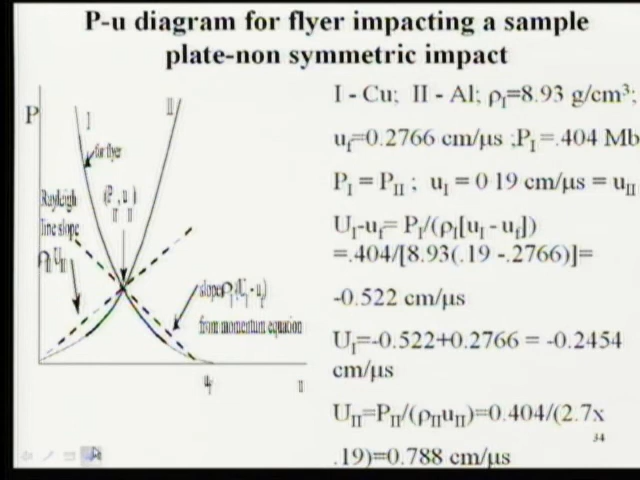 P-u diagram for flyer impacting a sample
plate-non symmetric impact
P
I
II
for flyer
(P , u )
II II
Rayleigh
line slope
ρII UII
slope ρI(UI - uf)
from momentum equation
uf
u
I - Cu; II - Al; ρI=8.93 g/cm³;
uf=0.2766 cm/μs ;PI =.404 Mb
PI = PII ; uI = 0 19 cm/μs = uII
UI-uf= PI/(ρI[uI - uf])
=.404/[8.93(.19 -.2766)]=
-0.522 cm/μs
UI=-0.522+0.2766 = -0.2454
cm/μs
UII=PII/(ρIIuII)=0.404/(2.7x
.19)=0.788 cm/μs
34